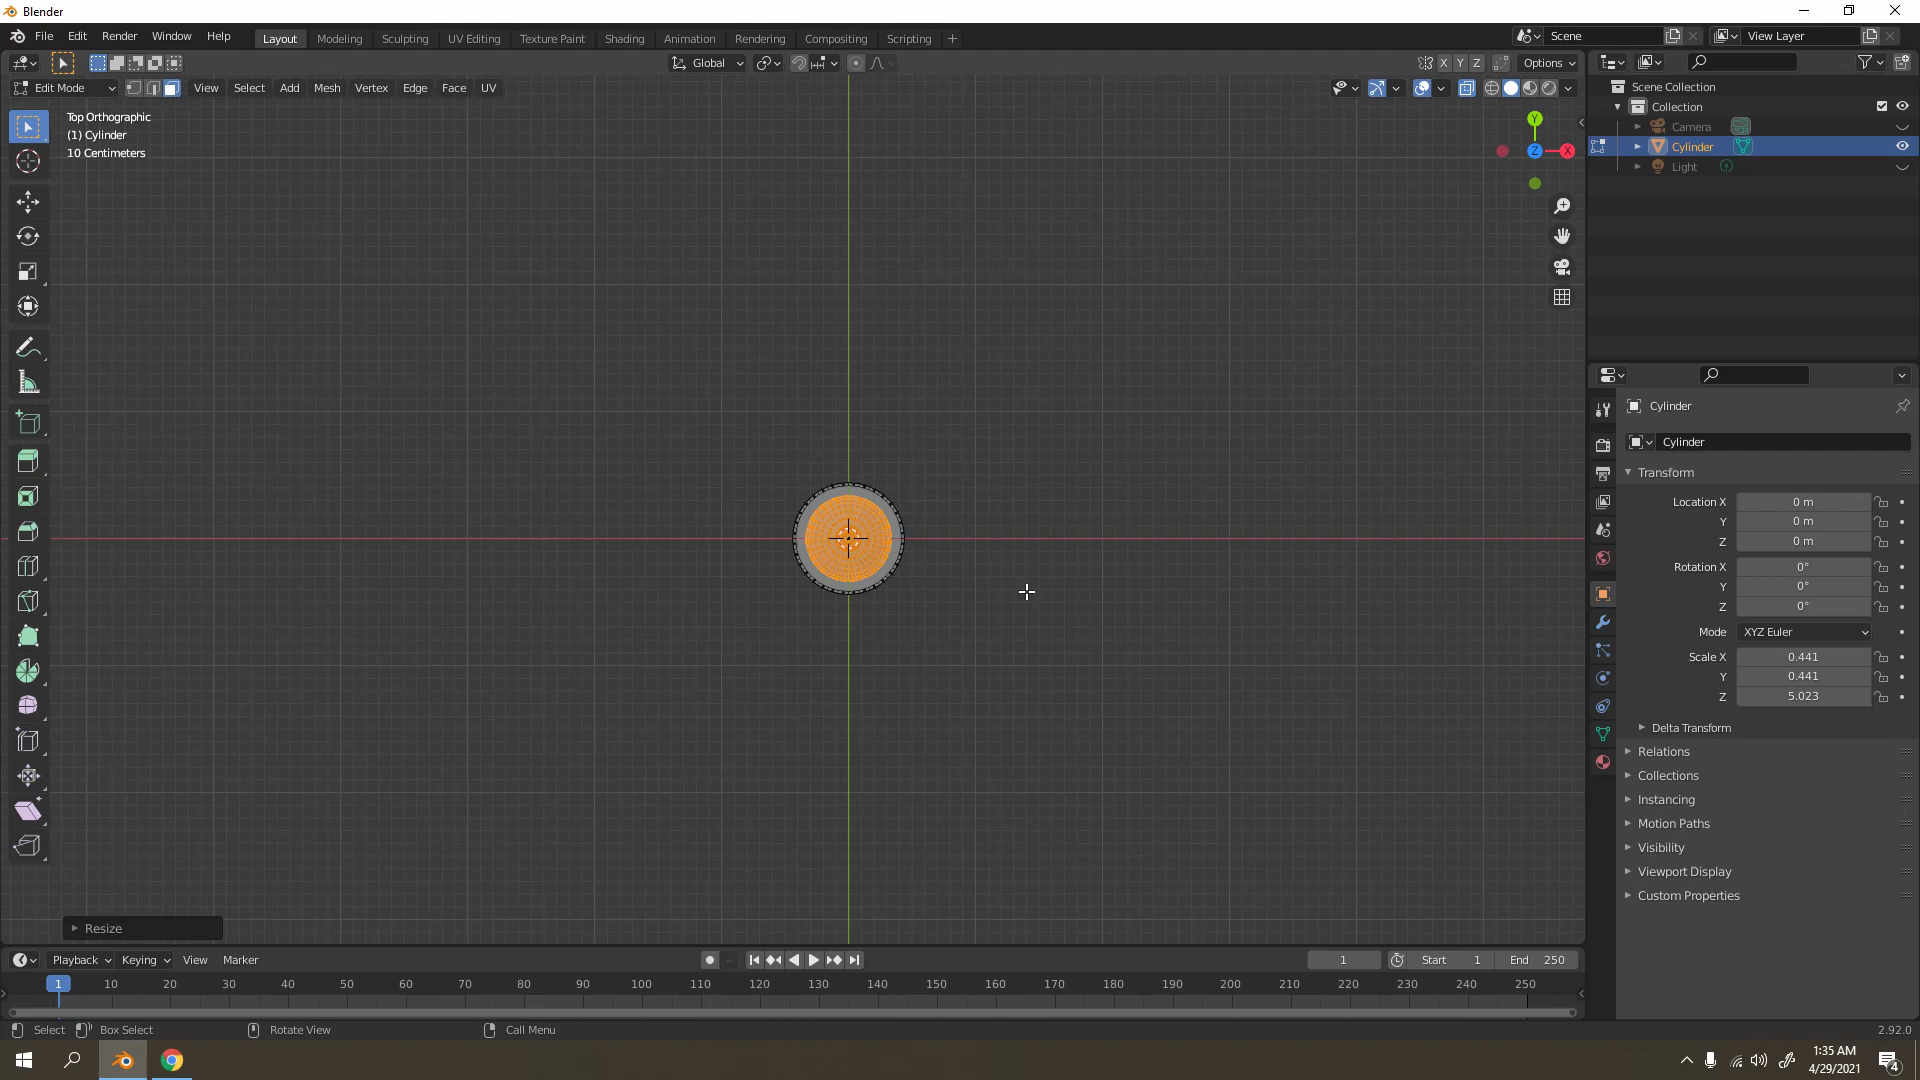 Blender
File Edit Render Window Help
Layout Modeling Sculpting UV Editing Texture Paint Shading Animation Rendering Compositing Scripting +
Scene
View Layer
Global
X Y Z
Options
Edit Mode
View Select Add Mesh Vertex Edge Face UV
Top Orthographic
(1) Cylinder
10 Centimeters
Y
Z
X
Scene Collection
Collection
Camera
Cylinder
Light
Cylinder
Cylinder
Transform
Location X 0 m
Y 0 m
Z 0 m
Rotation X 0°
Y 0°
Z 0°
Mode XYZ Euler
Scale X 0.441
Y 0.441
Z 5.023
Delta Transform
Relations
Collections
Instancing
Motion Paths
Visibility
Viewport Display
Custom Properties
Resize
Playback Keying View Marker
1
Start 1
End 250
1 10 20 30 40 50 60 70 80 90 100 110 120 130 140 150 160 170 180 190 200 210 220 230 240 250
Select Box Select Rotate View Call Menu
2.92.0
1:35 AM
4/29/2021
4